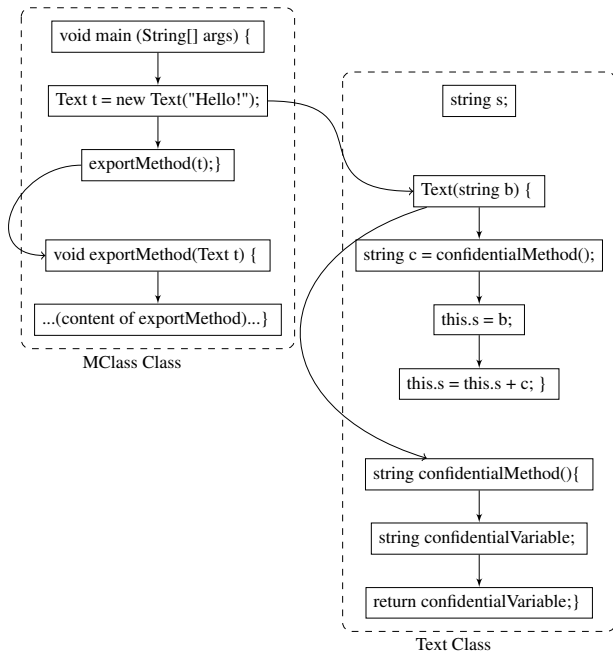 void main (String[] args) {
Text t = new Text("Hello!");
exportMethod(t);}
void exportMethod(Text t) {
...(content of exportMethod)...}
MClass Class
string s;
Text(string b) {
string c = confidentialMethod();
this.s = b;
this.s = this.s + c; }
string confidentialMethod(){
string confidentialVariable;
return confidentialVariable;}
Text Class